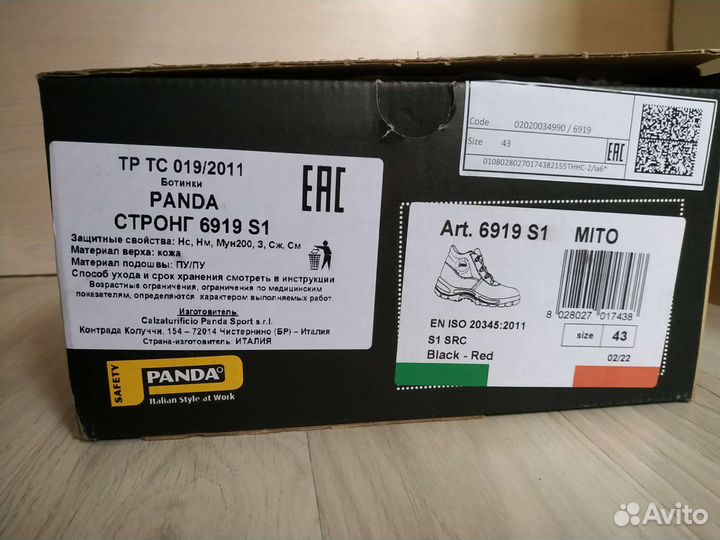 ТР ТС 019/2011
Ботинки
PANDA
СТРОНГ 6919 S1
EAC
Защитные свойства: Нс, Нм, Мун200, З, Сж, См
Материал верха: кожа
Материал подошвы: ПУ/ПУ
Способ ухода и срок хранения смотреть в инструкции
Возрастные ограничения, ограничения по медицинским
показателям, определяются характером выполняемых работ.
Изготовитель:
Calzaturificio Panda Sport s.r.l.
Контрада Колуччи, 154 – 72014 Чистернино (БР) – Италия
Страна-изготовитель: ИТАЛИЯ
SAFETY
PANDA
Italian Style at Work
Code 02020034990 / 6919
Size 43
EAC
01080280270174382155THHC-2/la6*
Art. 6919 S1 MITO
8 028027 017438
EN ISO 20345:2011
S1 SRC
Black - Red
size 43
02/22
Avito